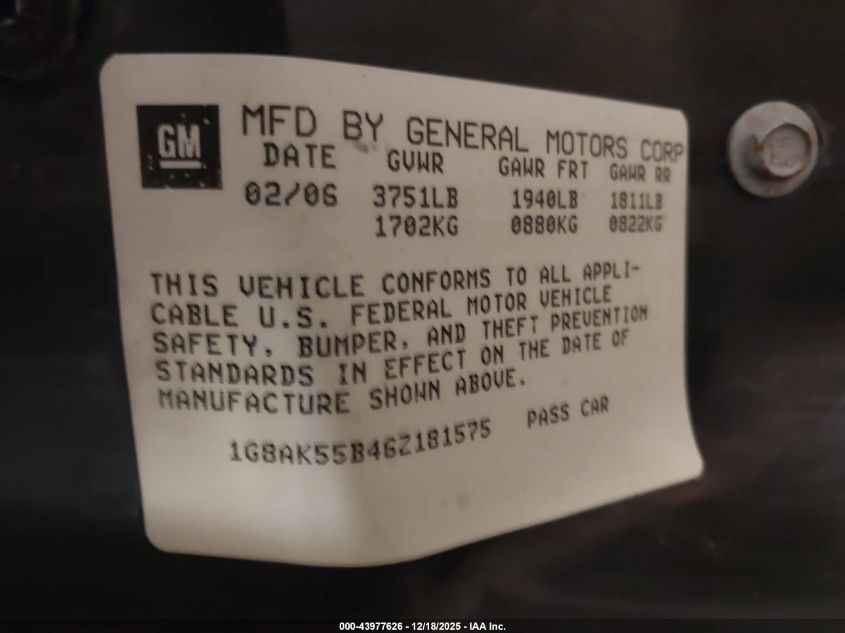 GM
MFD BY GENERAL MOTORS CORP
DATE GVWR GAWR FRT GAWR RR
02/06 3751LB 1940LB 1811LB
1702KG 0880KG 0822KG
THIS VEHICLE CONFORMS TO ALL APPLI-
CABLE U.S. FEDERAL MOTOR VEHICLE
SAFETY, BUMPER, AND THEFT PREVENTION
STANDARDS IN EFFECT ON THE DATE OF
MANUFACTURE SHOWN ABOVE.
1G8AK55B46Z181575 PASS CAR
000-43977626 - 12/18/2025 - IAA Inc.